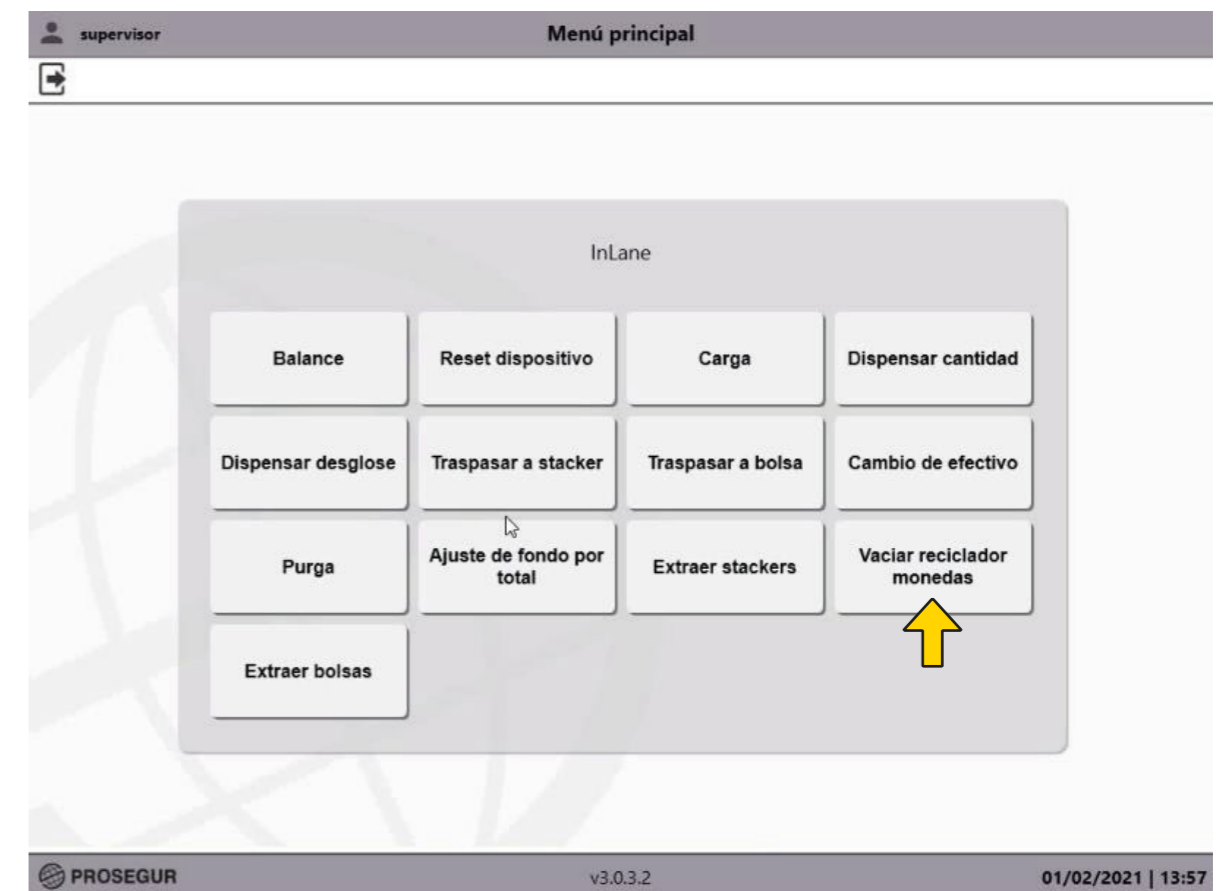 supervisor
Menú principal
InLane
Balance
Reset dispositivo
Carga
Dispensar cantidad
Dispensar desglose
Traspasar a stacker
Traspasar a bolsa
Cambio de efectivo
Purga
Ajuste de fondo por
total
Extraer stackers
Vaciar reciclador
monedas
Extraer bolsas
PROSEGUR
v3.0.3.2
01/02/2021 | 13:57